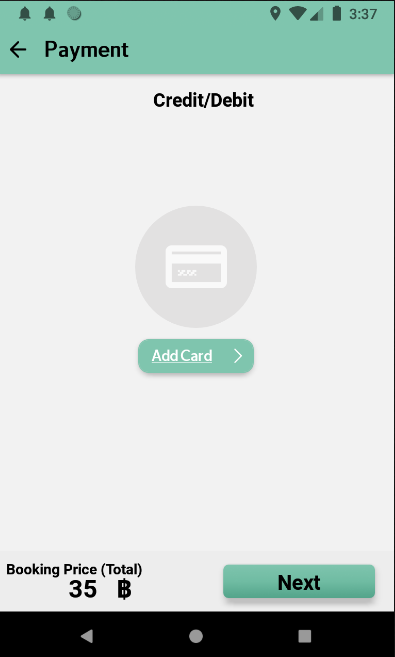 3:37
Payment
Credit/Debit
Add Card
Booking Price (Total)
35 ฿
Next